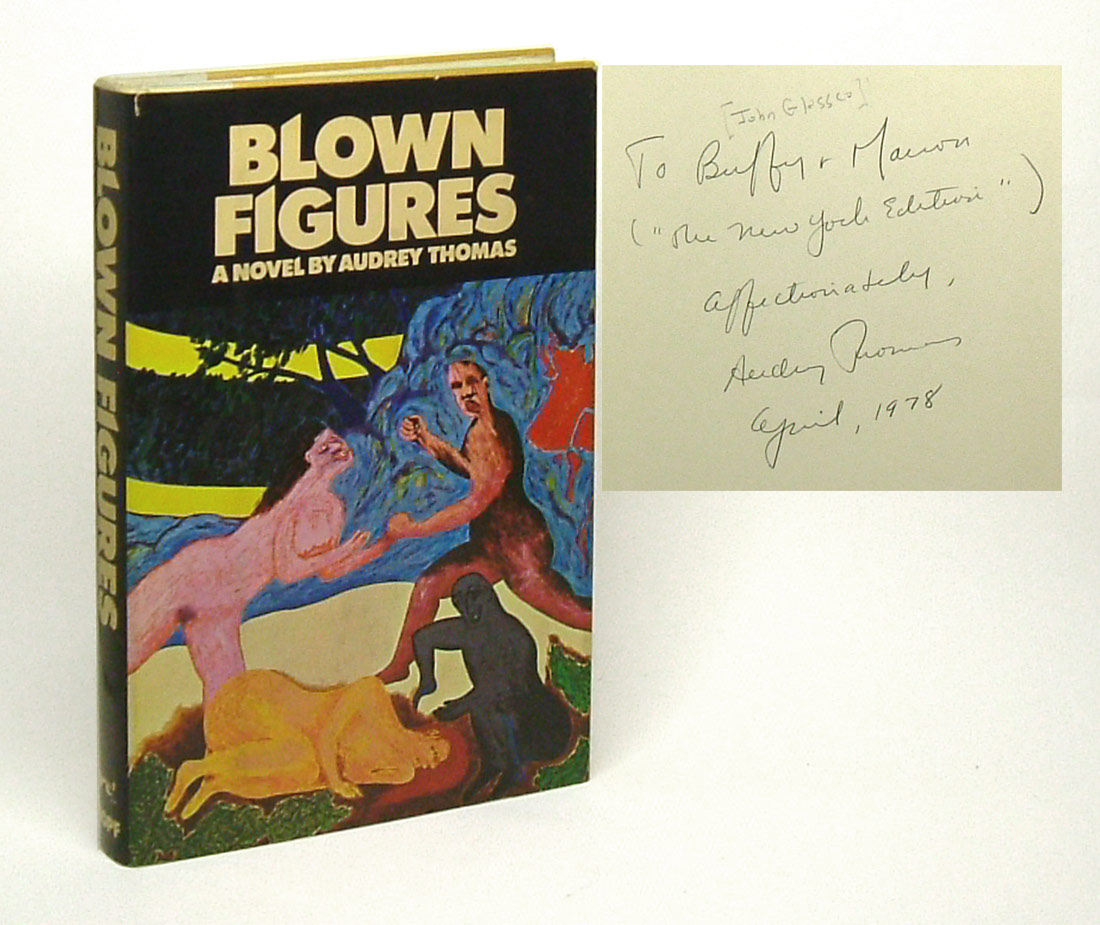 BLOWN
FIGURES
A NOVEL BY AUDREY THOMAS
BLOWN FIGURES
[John Glassco]
To Buffy + Marion
("The New York Edition")
affectionately,
Audrey Thomas
April, 1978